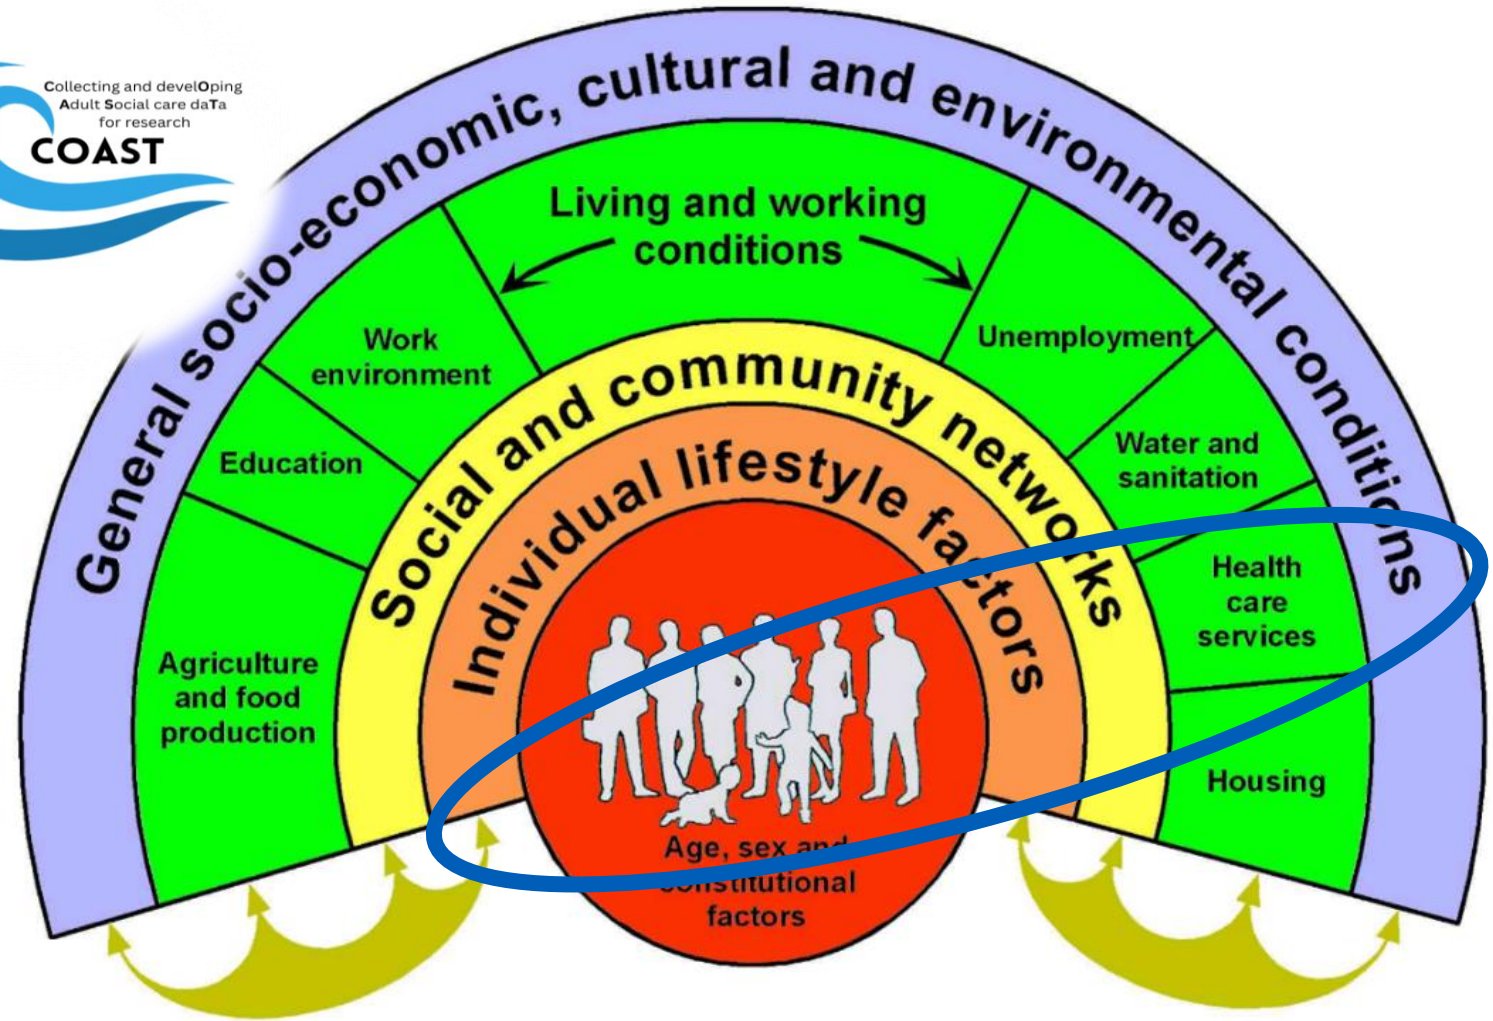 Collecting and develOping
Adult Social care daTa
for research
COAST
General socio-economic, cultural and environmental conditions
Living and working
conditions
Work
environment
Education
Agriculture
and food
production
Unemployment
Water and
sanitation
Health
care
services
Housing
Social and community networks
Individual lifestyle factors
Age, sex and
constitutional
factors